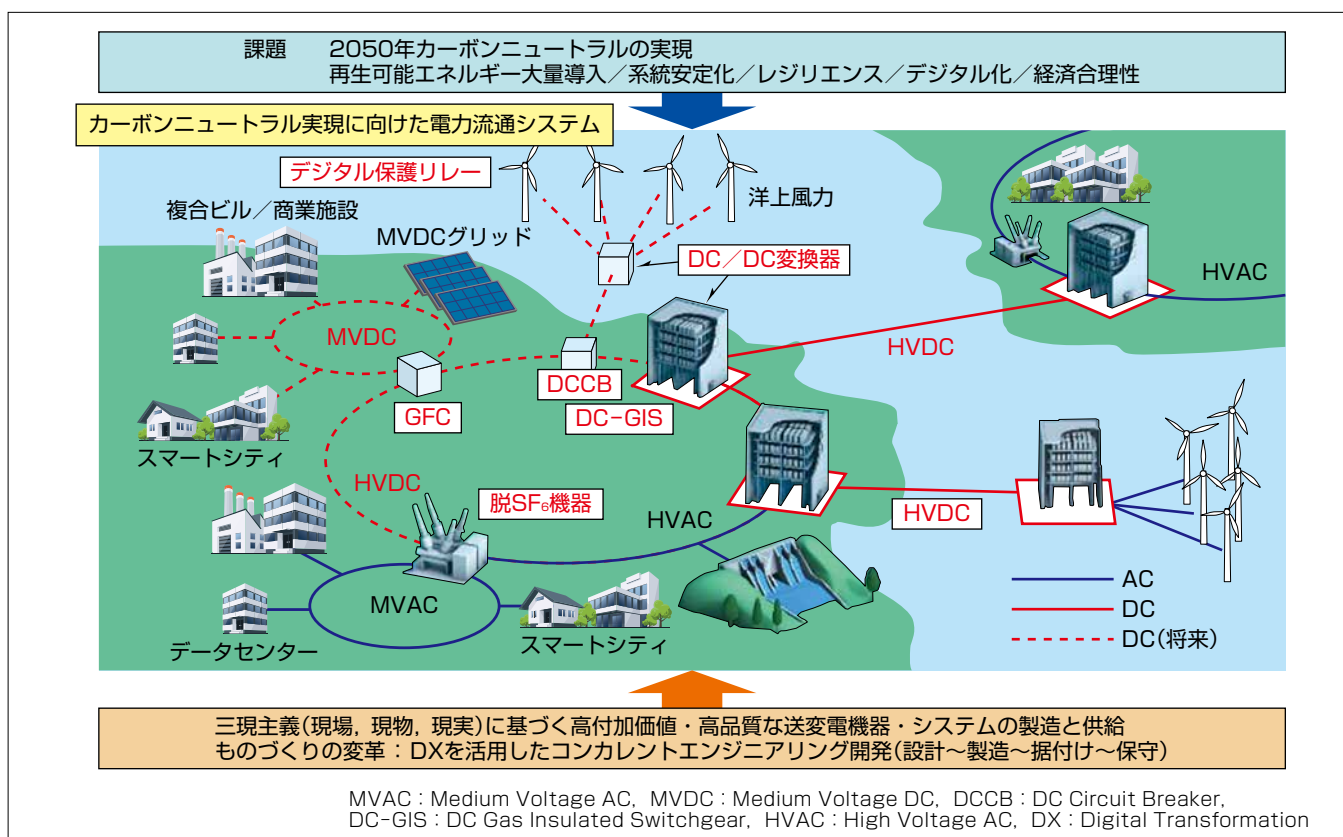 課題 2050年カーボンニュートラルの実現
再生可能エネルギー大量導入／系統安定化／レジリエンス／デジタル化／経済合理性
カーボンニュートラル実現に向けた電力流通システム
デジタル保護リレー
洋上風力
複合ビル／商業施設
MVDCグリッド
DC／DC変換器
HVAC
MVDC
HVDC
DCCB
GFC
DC-GIS
スマートシティ
HVDC
脱SF₆機器
HVAC
HVDC
MVAC
データセンター
スマートシティ
AC
DC
DC(将来)
三現主義(現場, 現物, 現実)に基づく高付加価値・高品質な送変電機器・システムの製造と供給
ものづくりの変革：DXを活用したコンカレントエンジニアリング開発(設計～製造～据付け～保守)
MVAC：Medium Voltage AC, MVDC：Medium Voltage DC, DCCB：DC Circuit Breaker,
DC-GIS：DC Gas Insulated Switchgear, HVAC：High Voltage AC, DX：Digital Transformation